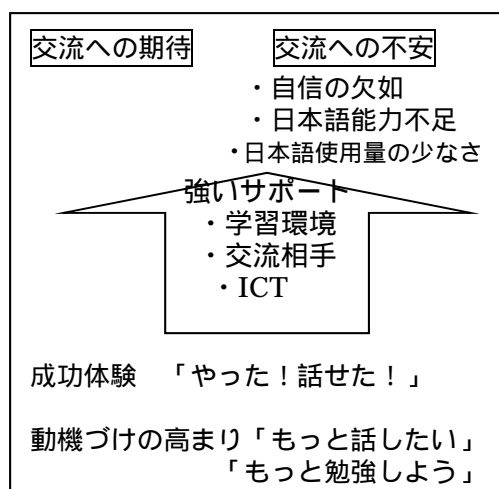 交流への期待　交流への不安
・自信の欠如
・日本語能力不足
・日本語使用量の少なさ
強いサポート
・学習環境
・交流相手
・ICT
成功体験　「やった！話せた！」
動機づけの高まり「もっと話したい」
「もっと勉強しよう」